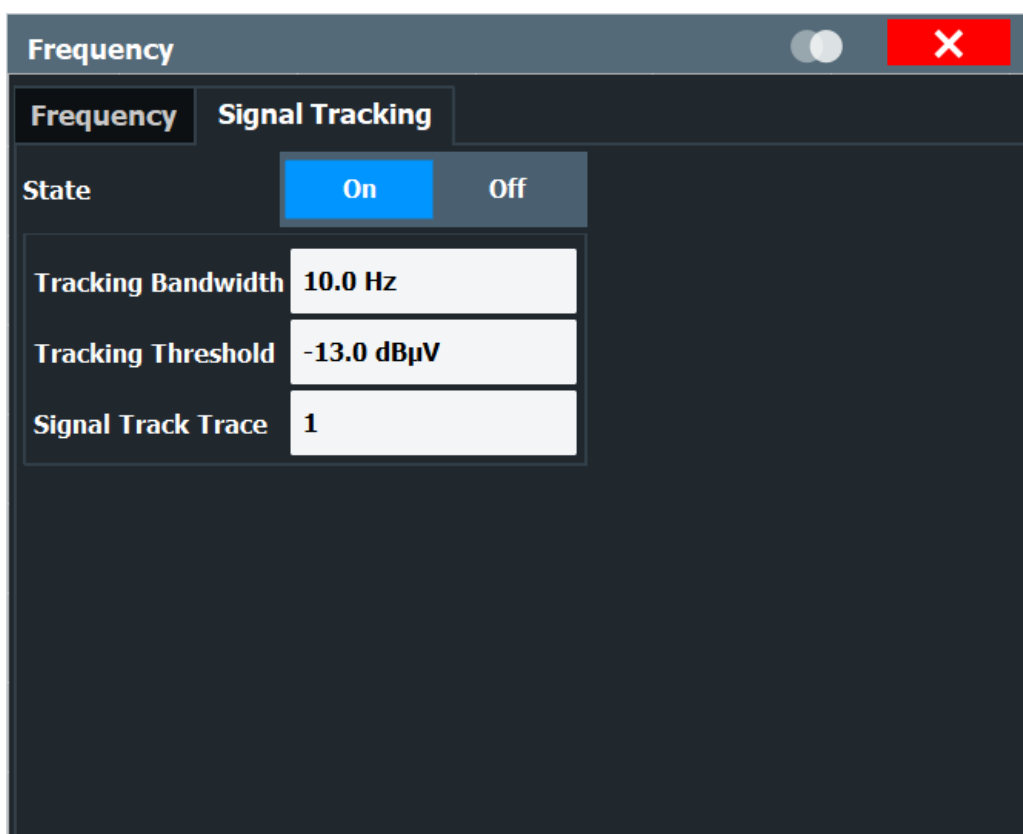 Frequency
Frequency Signal Tracking
State On Off
Tracking Bandwidth 10.0 Hz
Tracking Threshold -13.0 dBµV
Signal Track Trace 1